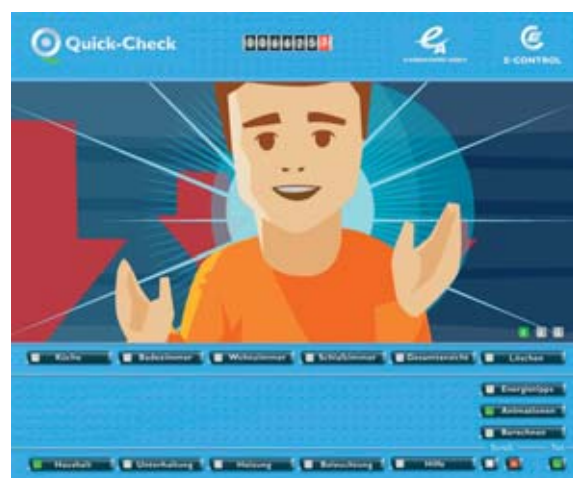 Quick-Check
E-CONTROL
Küche Badezimmer Wohnzimmer Schlafzimmer Gesamtansicht Löschen
Energietipps
Animationen
Berechnen
Haushalt Unterhaltung Heizung Beleuchtung Hilfe